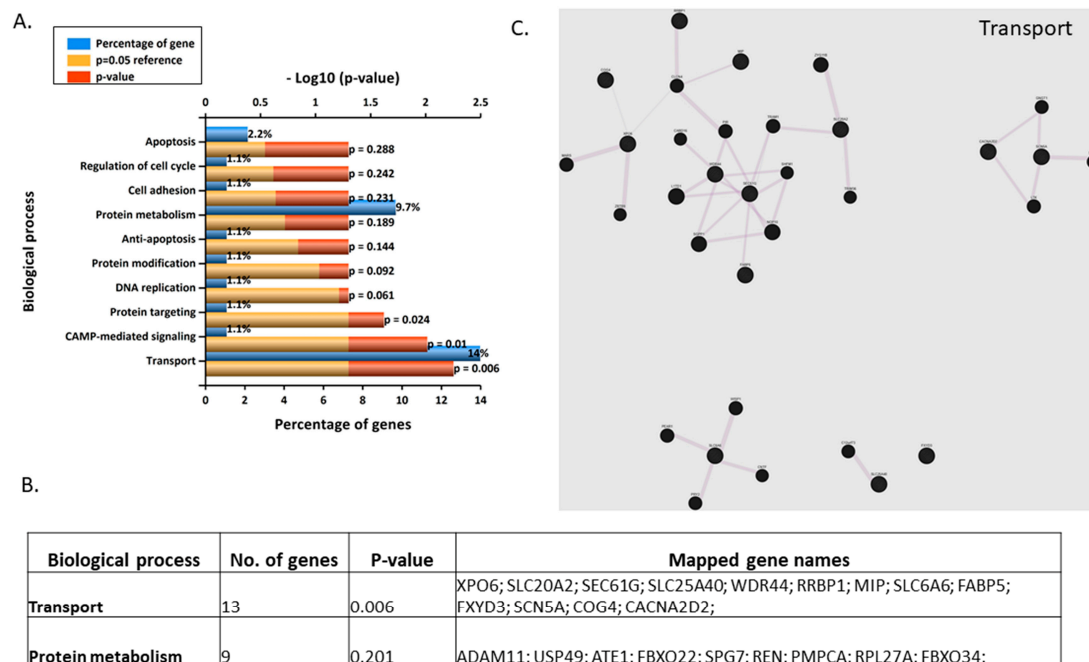 A.
Percentage of gene
p=0.05 reference
p-value
- Log10 (p-value)
0 0.5 1 1.5 2 2.5
Biological process
Apoptosis
2.2%
p = 0.288
Regulation of cell cycle
1.1%
p = 0.242
Cell adhesion
1.1%
p = 0.231
Protein metabolism
9.7%
p = 0.189
Anti-apoptosis
1.1%
p = 0.144
Protein modification
1.1%
p = 0.092
DNA replication
1.1%
p = 0.061
Protein targeting
1.1%
p = 0.024
CAMP-mediated signaling
1.1%
p = 0.01
Transport
14%
p = 0.006
0 2 4 6 8 10 12 14
Percentage of genes
C.
Transport
B.
Biological process No. of genes P-value Mapped gene names
XPO6; SLC20A2; SEC61G; SLC25A40; WDR44; RRBP1; MIP; SLC6A6; FABP5;
Transport 13 0.006 FXYD3; SCN5A; COG4; CACNA2D2;
Protein metabolism 9 0.201 ADAM11; USP49; ATE1; FBXO22; SPG7; REN; PMPCA; RPL27A; FBXO34;